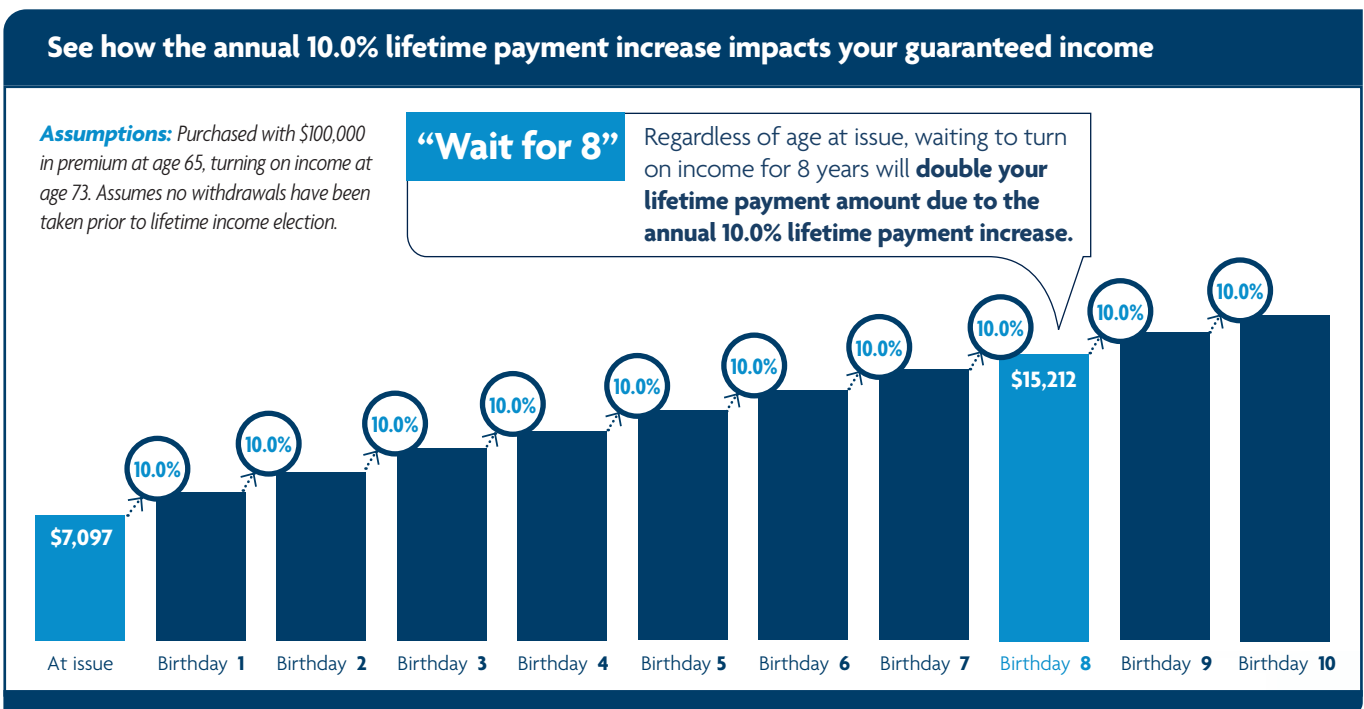 See how the annual 10.0% lifetime payment increase impacts your guaranteed income
Assumptions: Purchased with $100,000
in premium at age 65, turning on income at
age 73. Assumes no withdrawals have been
taken prior to lifetime income election.
“Wait for 8”
Regardless of age at issue, waiting to turn
on income for 8 years will double your
lifetime payment amount due to the
annual 10.0% lifetime payment increase.
10.0%
10.0%
10.0%
10.0%
10.0%
10.0%
10.0%
10.0%
10.0%
10.0%
$7,097
$15,212
At issue
Birthday 1
Birthday 2
Birthday 3
Birthday 4
Birthday 5
Birthday 6
Birthday 7
Birthday 8
Birthday 9
Birthday 10